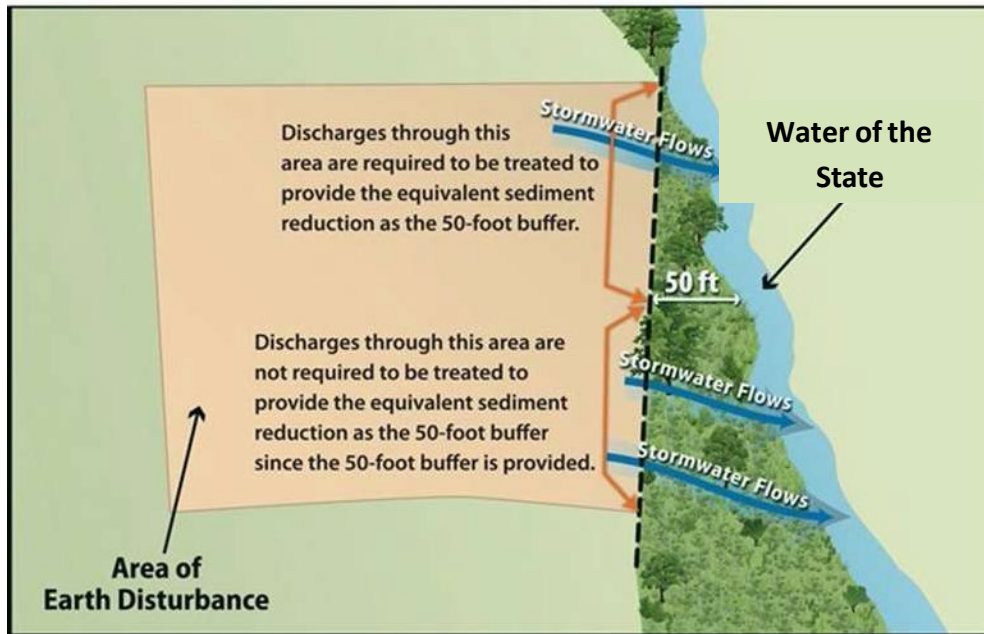 Stormwater Flows
Water of the
State
Discharges through this
area are required to be treated to
provide the equivalent sediment
reduction as the 50-foot buffer.
50 ft
Discharges through this area are
not required to be treated to
provide the equivalent sediment
reduction as the 50-foot buffer
since the 50-foot buffer is provided.
Stormwater Flows
Stormwater Flows
Area of
Earth Disturbance